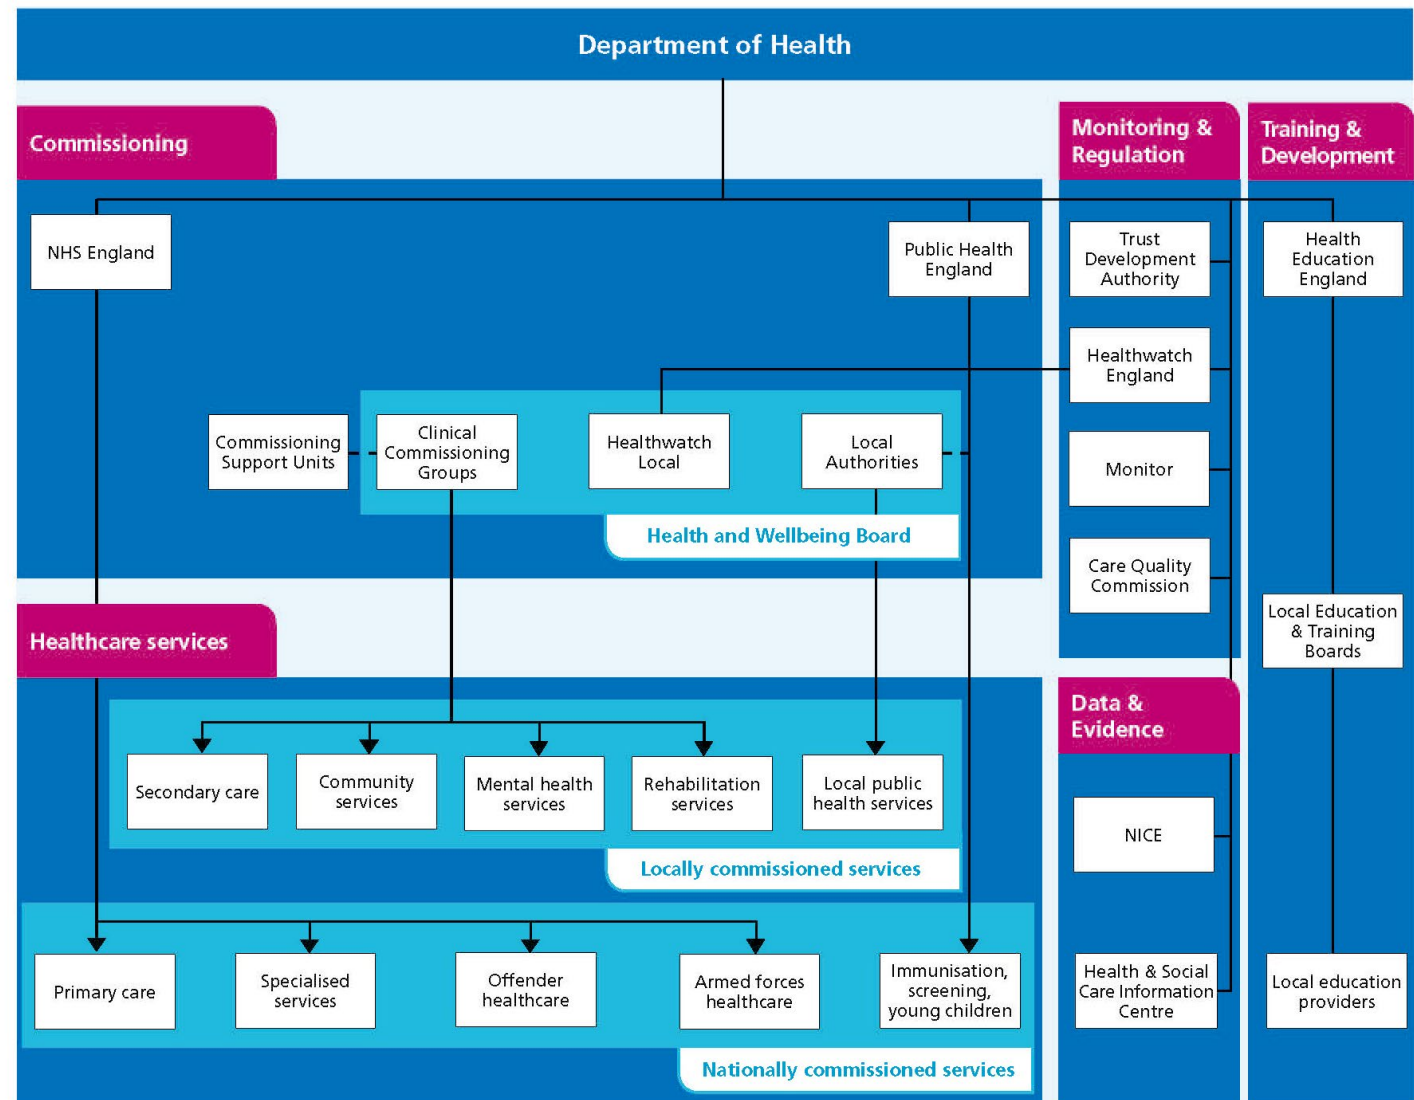 Department of Health
Commissioning
Monitoring &
Regulation
Training &
Development
NHS England
Public Health
England
Trust
Development
Authority
Health
Education
England
Healthwatch
England
Commissioning
Support Units
Clinical
Commissioning
Groups
Healthwatch
Local
Local
Authorities
Monitor
Health and Wellbeing Board
Care Quality
Commission
Local Education
& Training
Boards
Healthcare services
Data &
Evidence
Secondary care
Community
services
Mental health
services
Rehabilitation
services
Local public
health services
NICE
Locally commissioned services
Primary care
Specialised
services
Offender
healthcare
Armed forces
healthcare
Immunisation,
screening,
young children
Health & Social
Care Information
Centre
Local education
providers
Nationally commissioned services